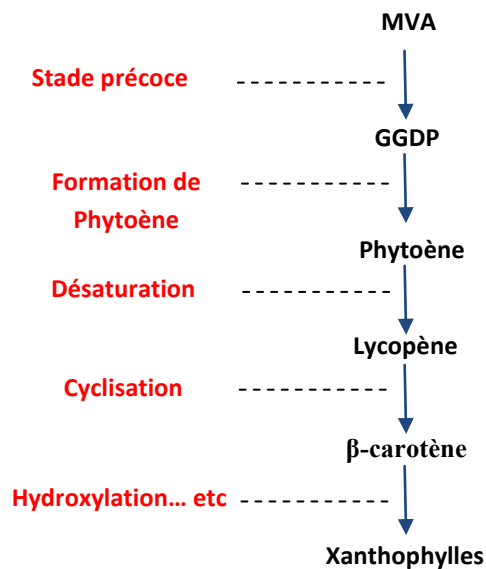 MVA
Stade précoce
GGDP
Formation de
Phytoène
Phytoène
Désaturation
Lycopène
Cyclisation
β-carotène
Hydroxylation... etc
Xanthophylles